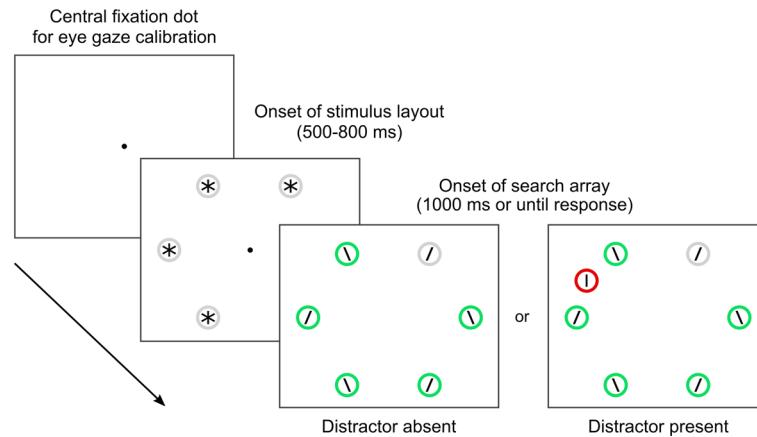 Central fixation dot
for eye gaze calibration
Onset of stimulus layout
(500-800 ms)
Onset of search array
(1000 ms or until response)
or
Distractor absent
Distractor present